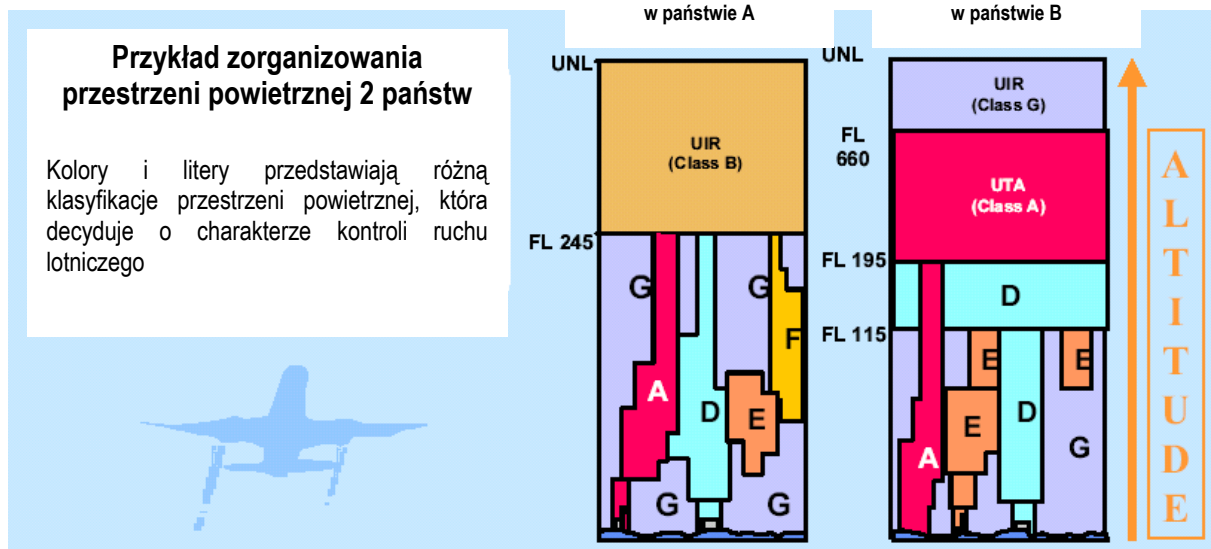 Przykład zorganizowania
przestrzeni powietrznej 2 państw
Kolory i litery przedstawiają różną
klasyfikacje przestrzeni powietrznej, która
decyduje o charakterze kontroli ruchu
lotniczego
w państwie A
UNL
UIR
(Class B)
FL 245
G
G
F
A
D
E
G
G
w państwie B
UNL
UIR
(Class G)
FL
660
UTA
(Class A)
FL 195
D
FL 115
E
E
E
D
G
A
A
L
T
I
T
U
D
E